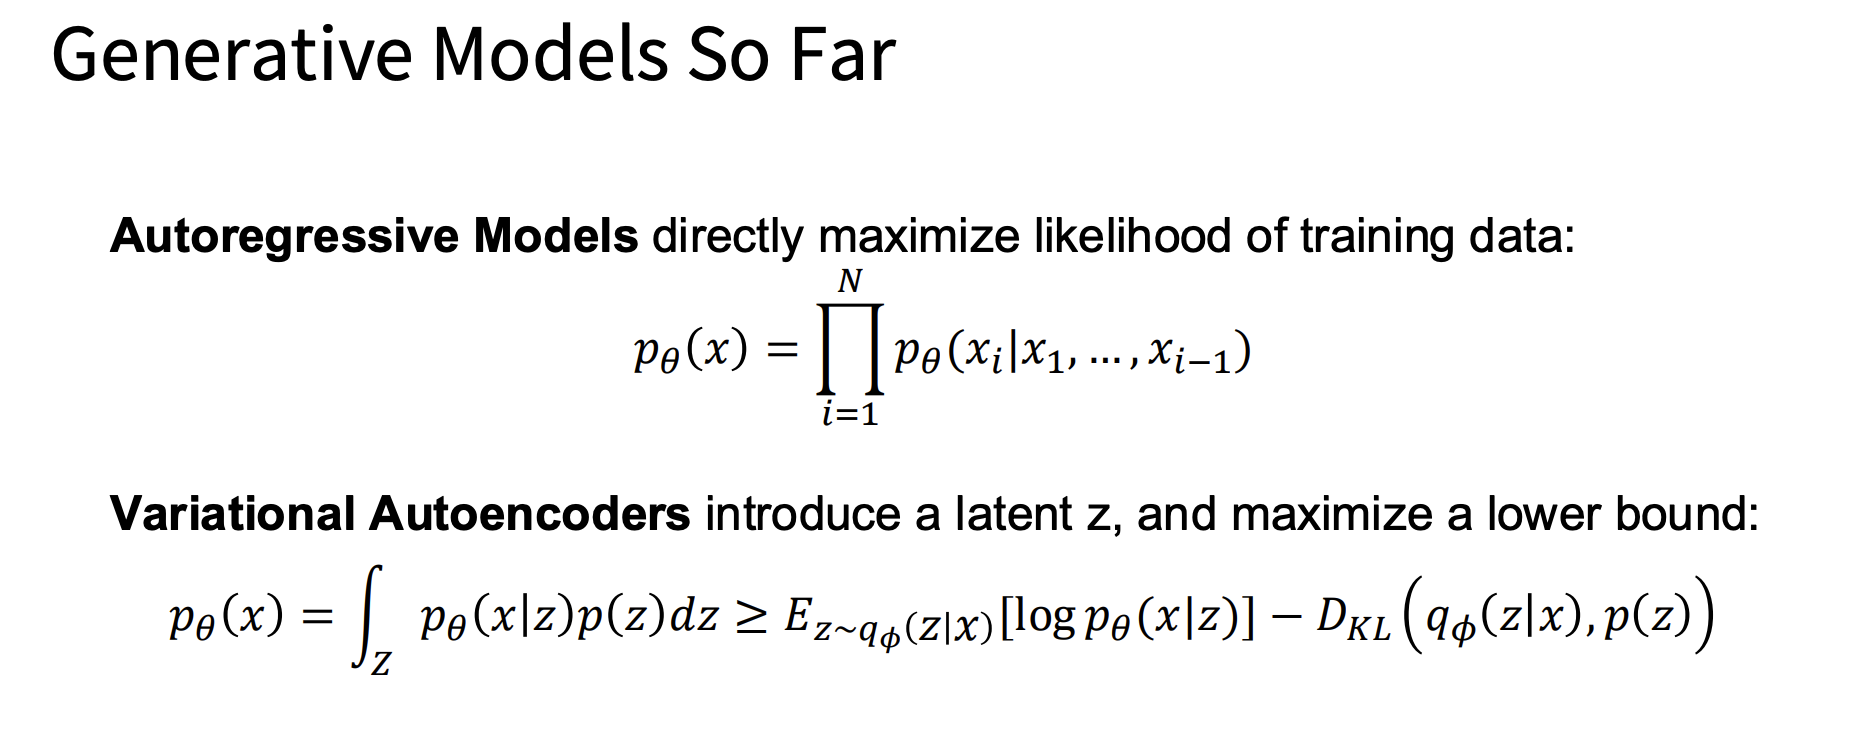 Generative Models So Far
Autoregressive Models directly maximize likelihood of training data:
$p_\theta(x) = \prod_{i=1}^{N} p_\theta(x_i|x_1, \ldots, x_{i-1})$
Variational Autoencoders introduce a latent z, and maximize a lower bound:
$p_\theta(x) = \int_Z p_\theta(x|z)p(z)dz \geq E_{z \sim q_\phi(z|x)}[\log p_\theta(x|z)] - D_{KL}\left(q_\phi(z|x), p(z)\right)$